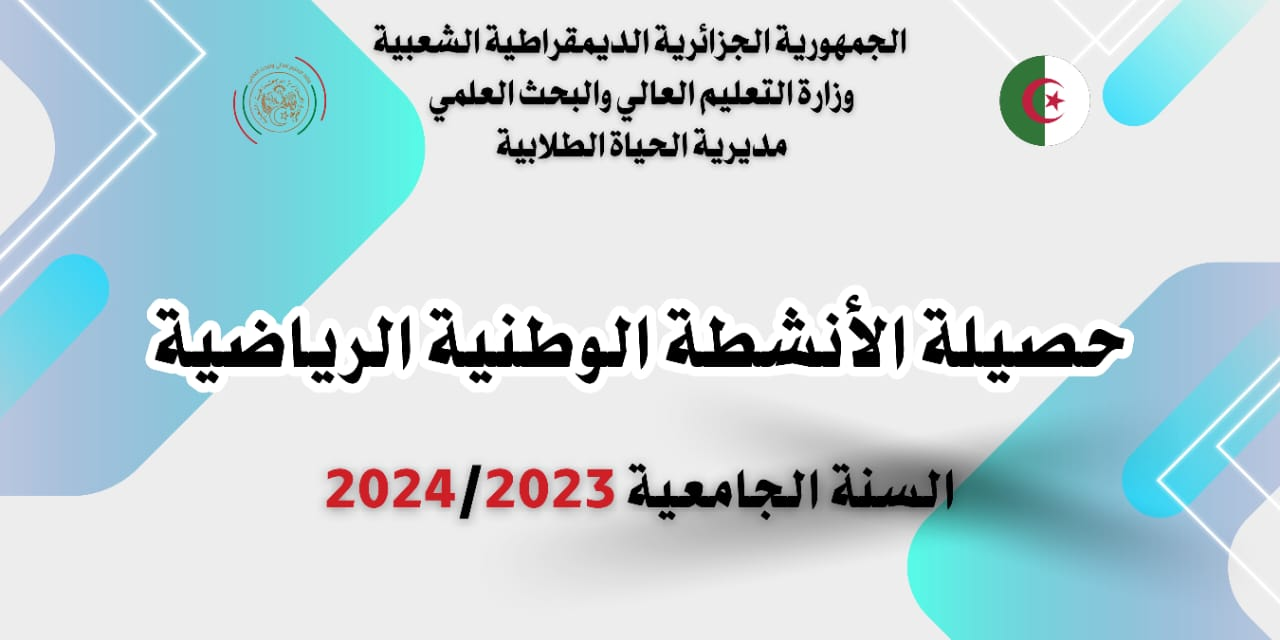 الجمهورية الجزائرية الديمقراطية الشعبية
وزارة التعليم العالي والبحث العلمي
مديرية الحياة الطلابية
حصيلة الأنشطة الوطنية الرياضية
السنة الجامعية 2024/2023